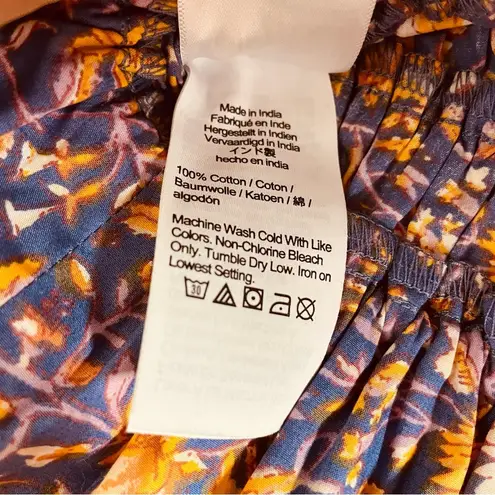 Made in India
Fabriqué en Inde
Hergestellt in Indien
Vervaardigd in India
インド製
hecho en india
100% Cotton / Coton /
Baumwolle / Katoen / 綿 /
algodón
Machine Wash Cold With Like
Colors. Non-Chlorine Bleach
Only. Tumble Dry Low. Iron on
Lowest Setting.
30